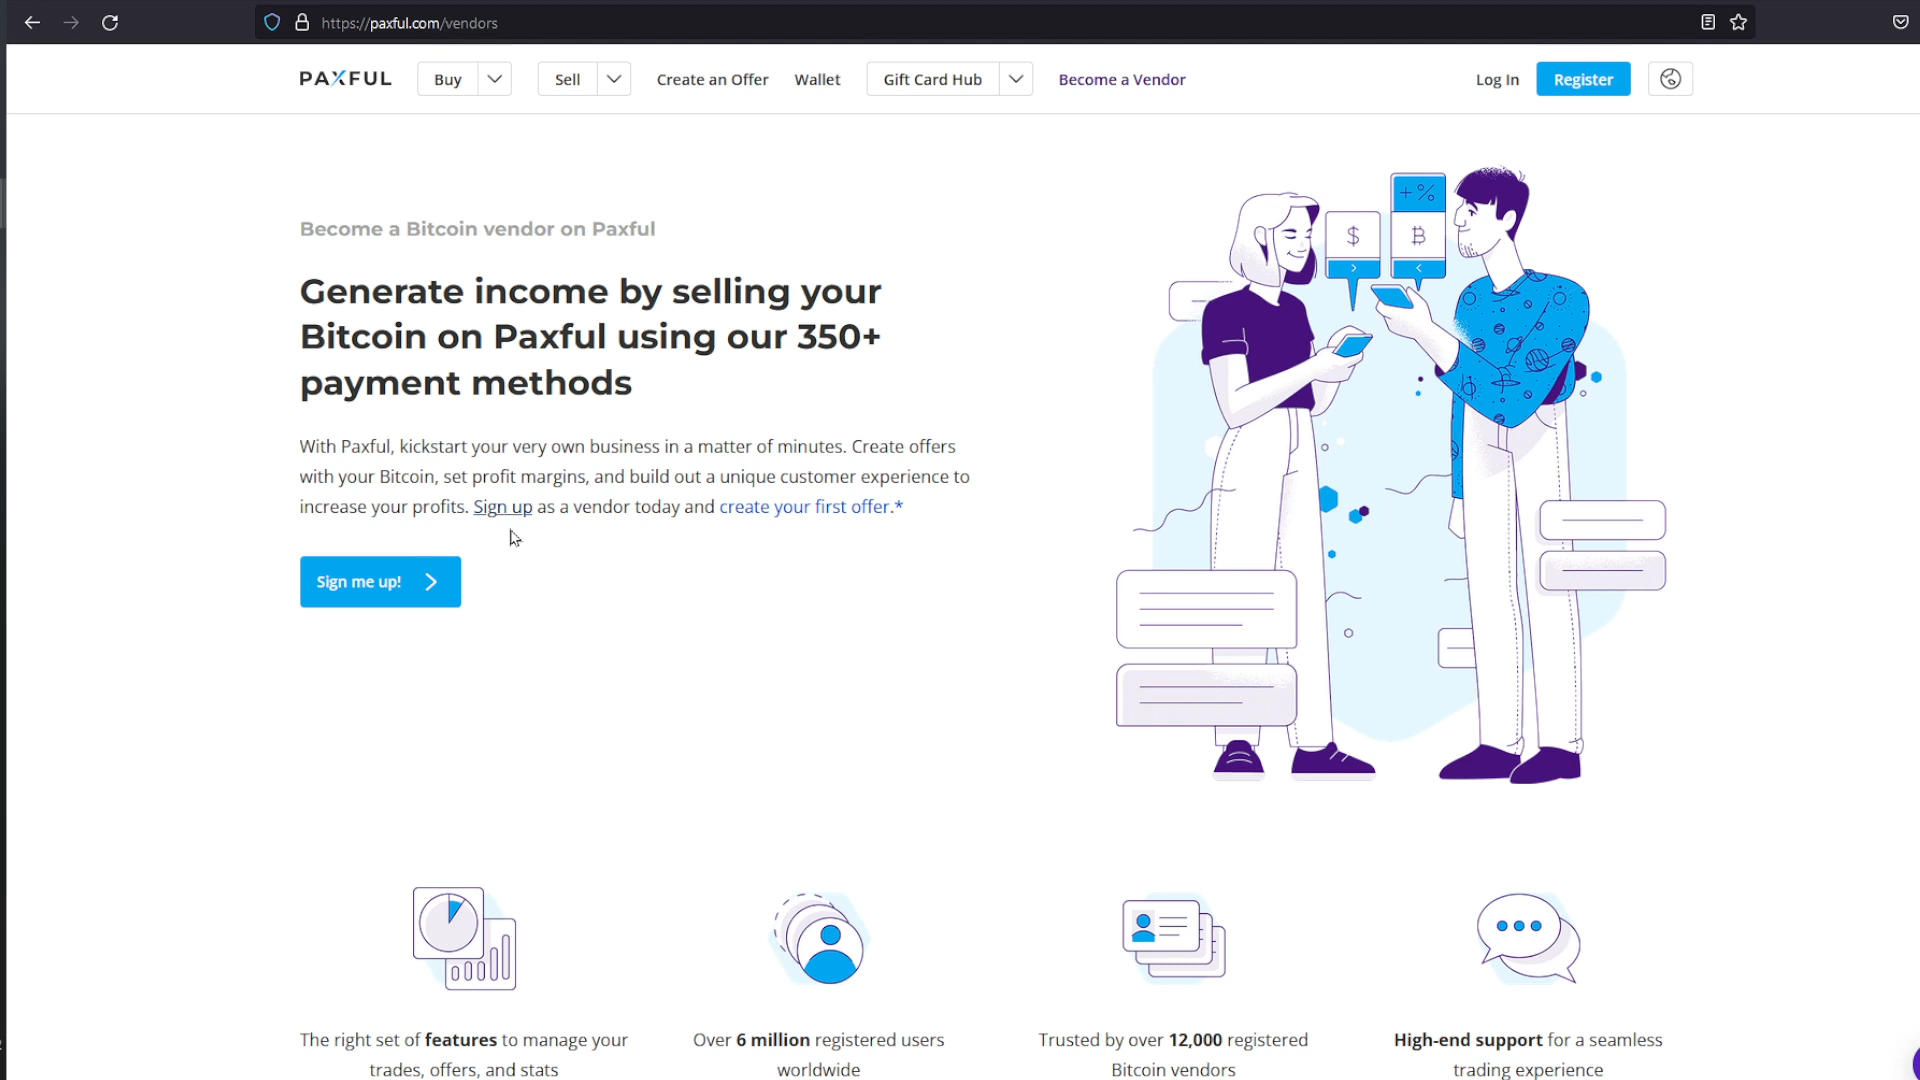 https://paxful.com/vendors
PAXFUL
Buy
Sell
Create an Offer
Wallet
Gift Card Hub
Become a Vendor
Log In
Register
Become a Bitcoin vendor on Paxful
Generate income by selling your
Bitcoin on Paxful using our 350+
payment methods
With Paxful, kickstart your very own business in a matter of minutes. Create offers
with your Bitcoin, set profit margins, and build out a unique customer experience to
increase your profits. Sign up as a vendor today and create your first offer.*
Sign me up!
+ %
$
₿
The right set of features to manage your
trades, offers, and stats
Over 6 million registered users
worldwide
Trusted by over 12,000 registered
Bitcoin vendors
High-end support for a seamless
trading experience